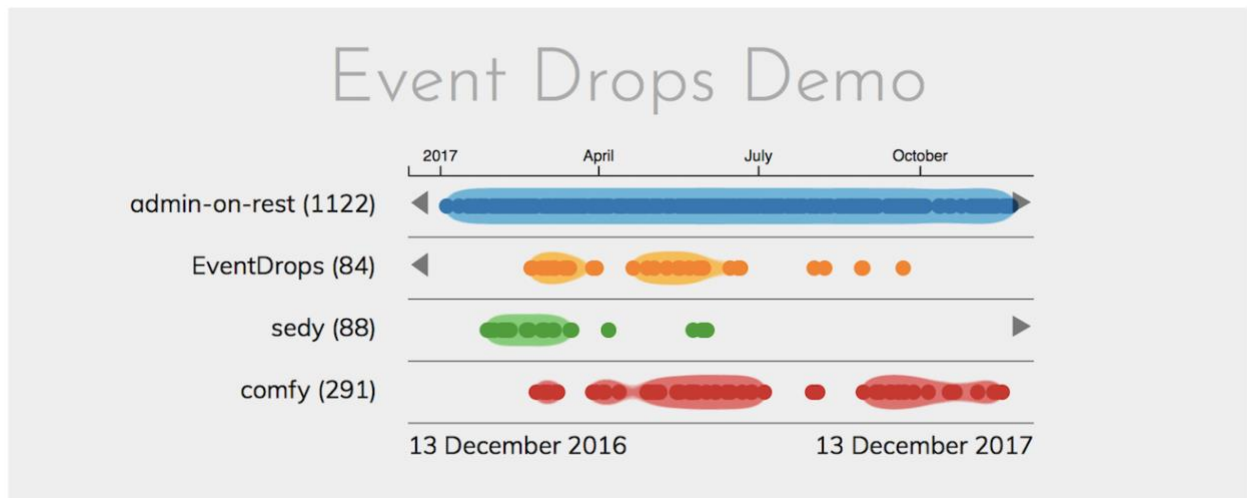 Event Drops Demo
2017 April July October
admin-on-rest (1122)
EventDrops (84)
sedy (88)
comfy (291)
13 December 2016 13 December 2017